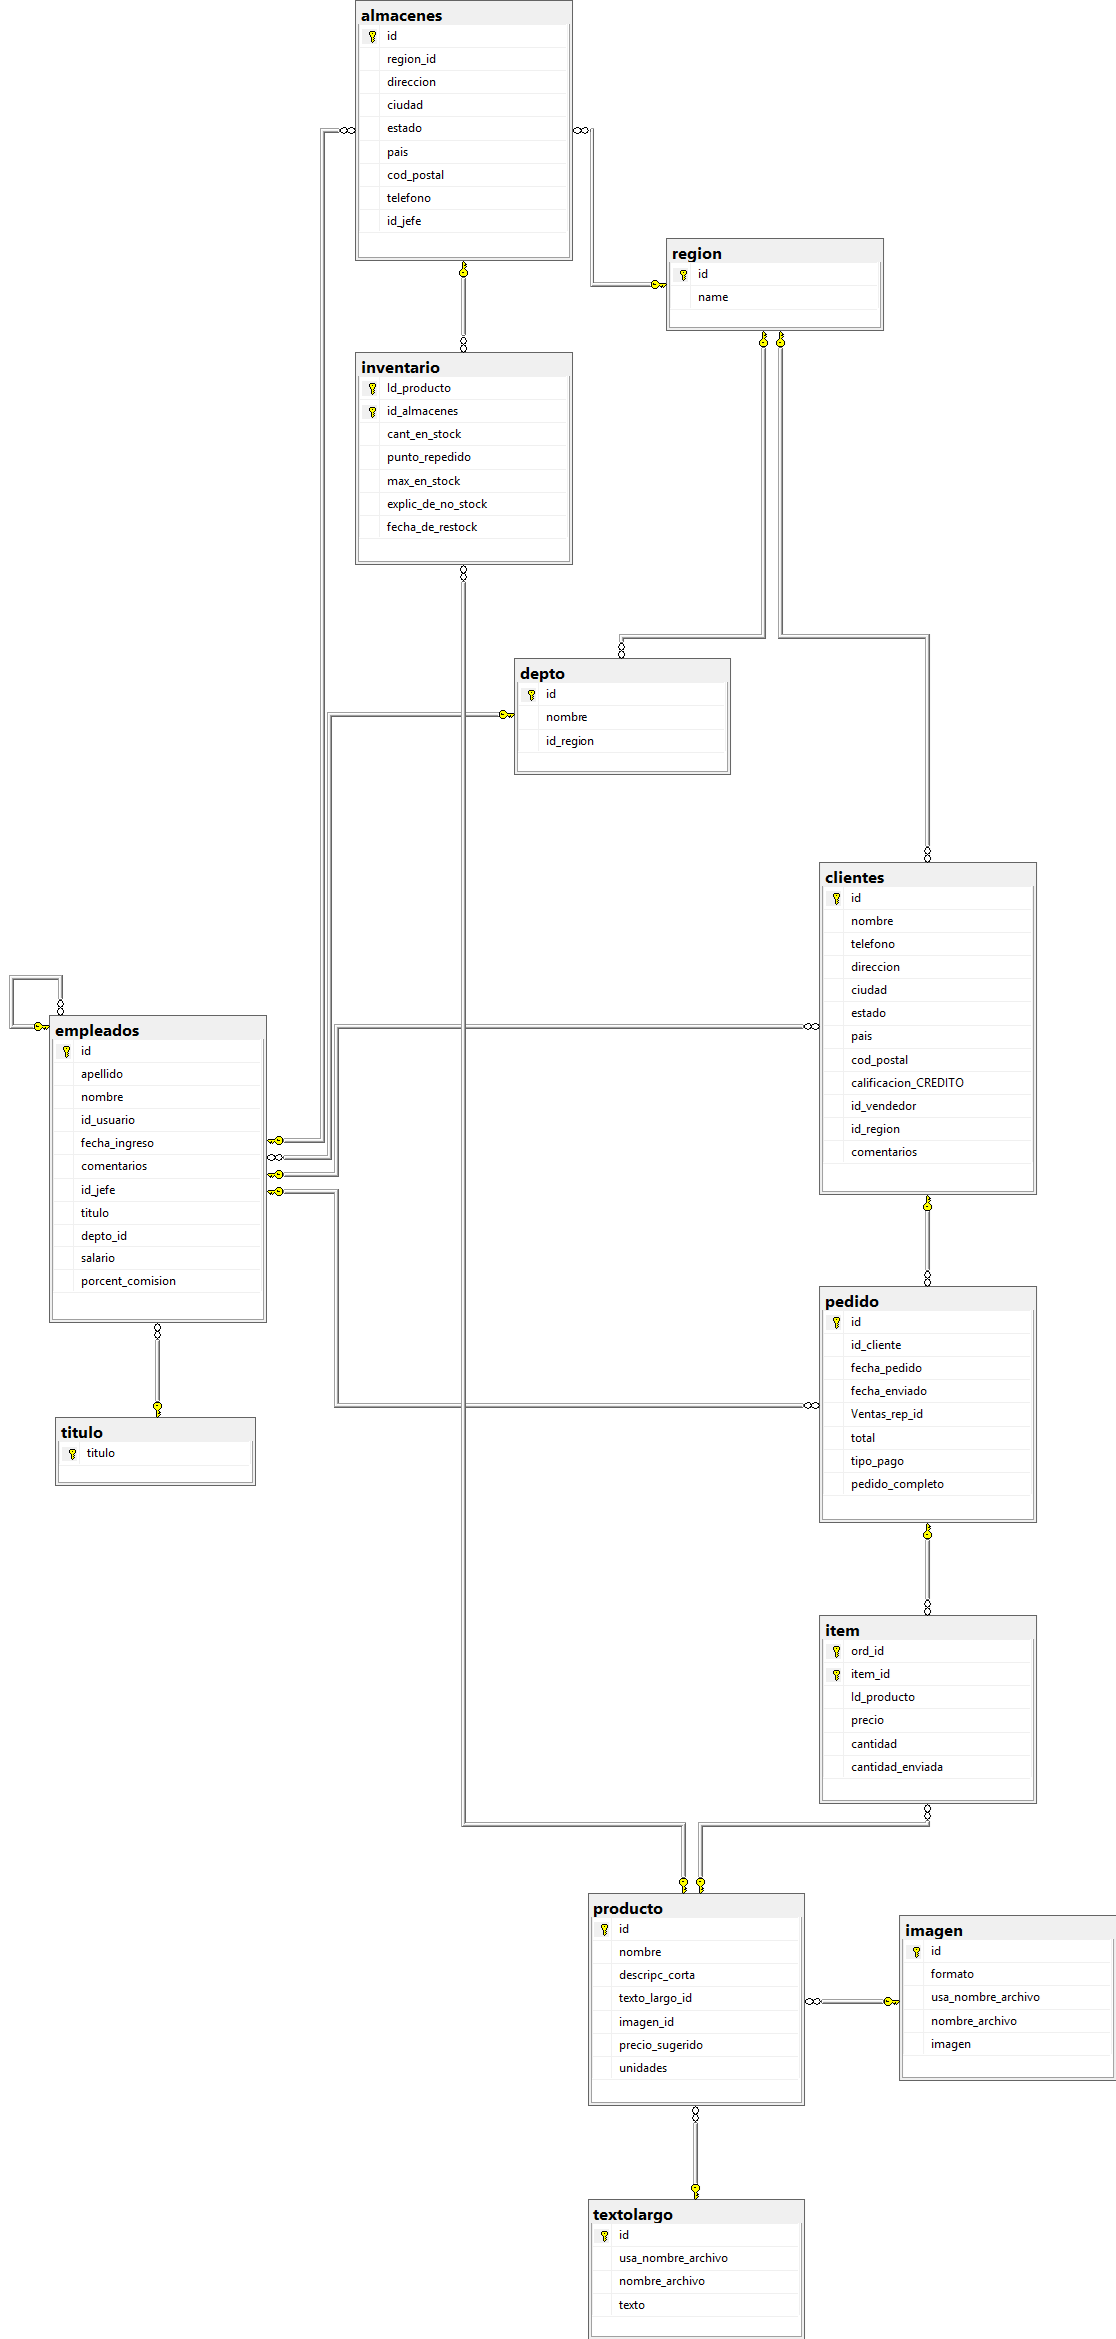 almacenes
id
region_id
direccion
ciudad
estado
pais
cod_postal
telefono
id_jefe
region
id
name
inventario
Id_producto
id_almacenes
cant_en_stock
punto_repedido
max_en_stock
explic_de_no_stock
fecha_de_restock
depto
id
nombre
id_region
clientes
id
nombre
telefono
direccion
ciudad
estado
pais
cod_postal
calificacion_CREDITO
id_vendedor
id_region
comentarios
empleados
id
apellido
nombre
id_usuario
fecha_ingreso
comentarios
id_jefe
titulo
depto_id
salario
porcent_comision
pedido
id
id_cliente
fecha_pedido
fecha_enviado
Ventas_rep_id
total
tipo_pago
pedido_completo
titulo
titulo
item
ord_id
item_id
Id_producto
precio
cantidad
cantidad_enviada
producto
id
nombre
descripc_corta
texto_largo_id
imagen_id
precio_sugerido
unidades
imagen
id
formato
usa_nombre_archivo
nombre_archivo
imagen
textolargo
id
usa_nombre_archivo
nombre_archivo
texto